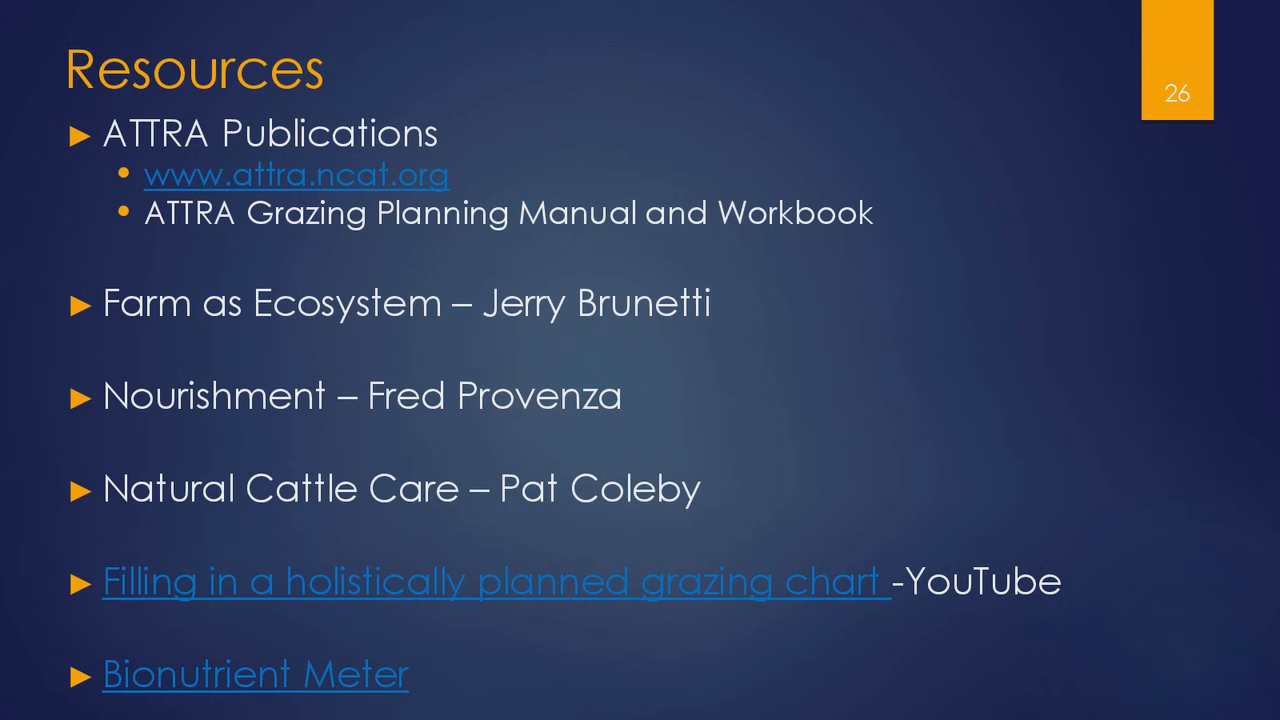 Resources
26
ATTRA Publications
www.attra.ncat.org
ATTRA Grazing Planning Manual and Workbook
Farm as Ecosystem – Jerry Brunetti
Nourishment – Fred Provenza
Natural Cattle Care – Pat Coleby
Filling in a holistically planned grazing chart -YouTube
Bionutrient Meter